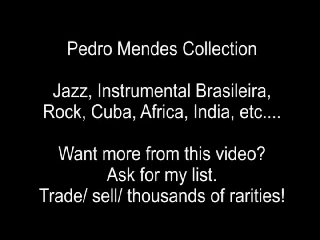 Pedro Mendes Collection
Jazz, Instrumental Brasileira,
Rock, Cuba, Africa, India, etc....
Want more from this video?
Ask for my list.
Trade/ sell/ thousands of rarities!